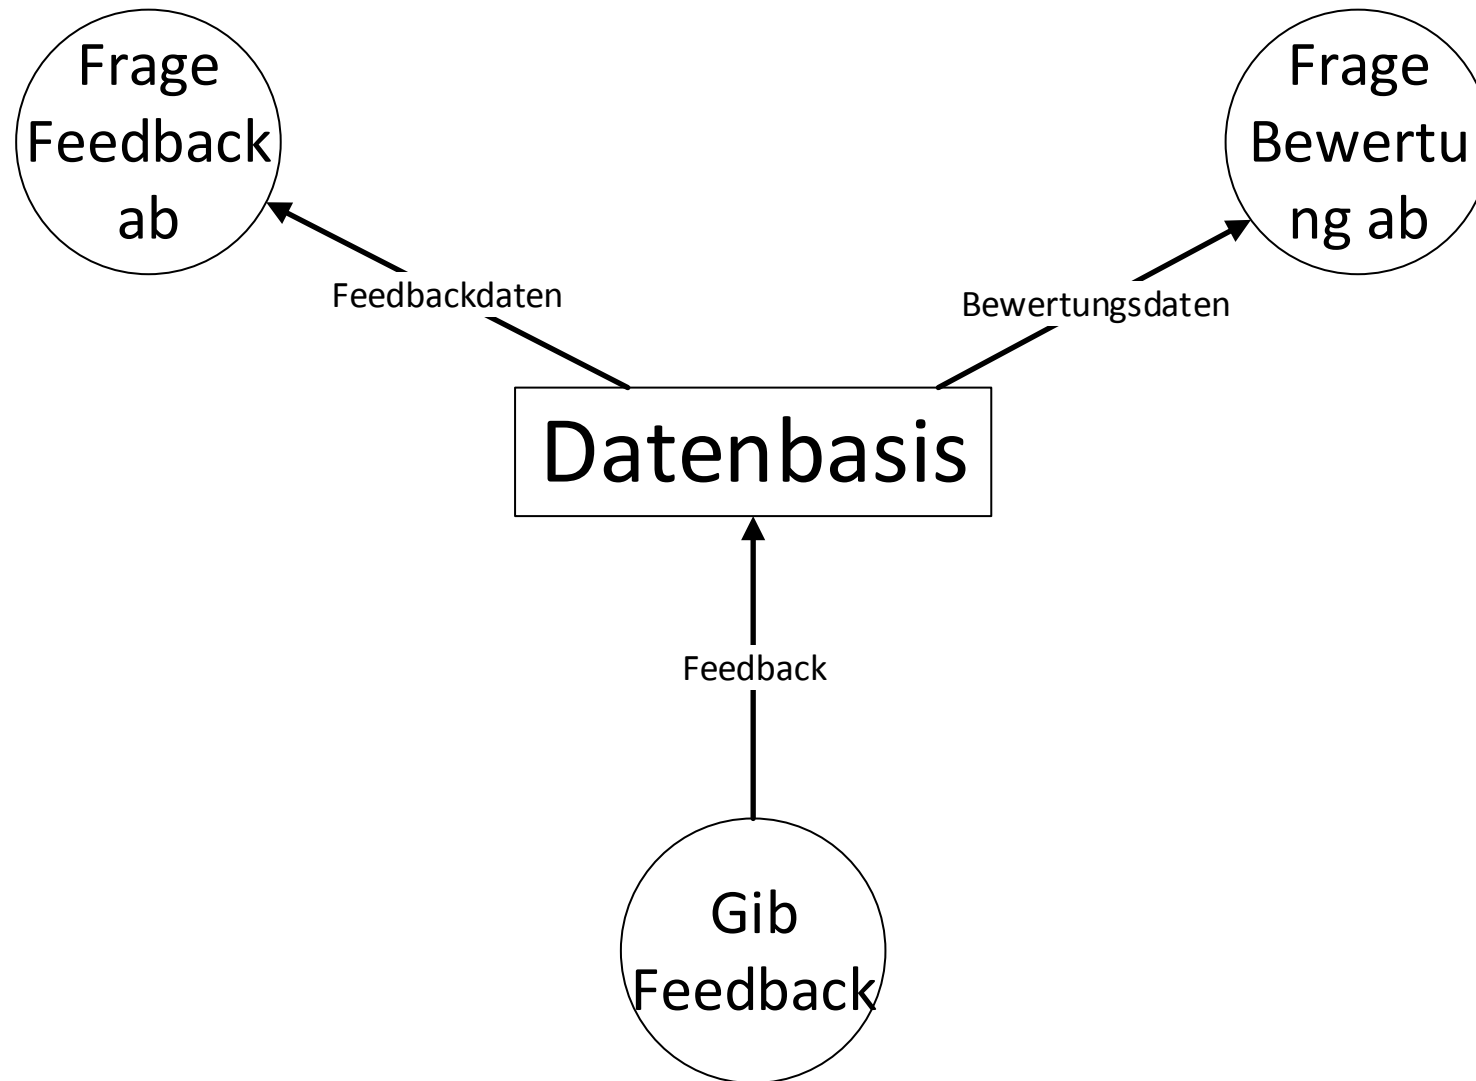 Frage
Feedback
ab
Frage
Bewertu
ng ab
Feedbackdaten
Bewertungsdaten
Datenbasis
Feedback
Gib
Feedback